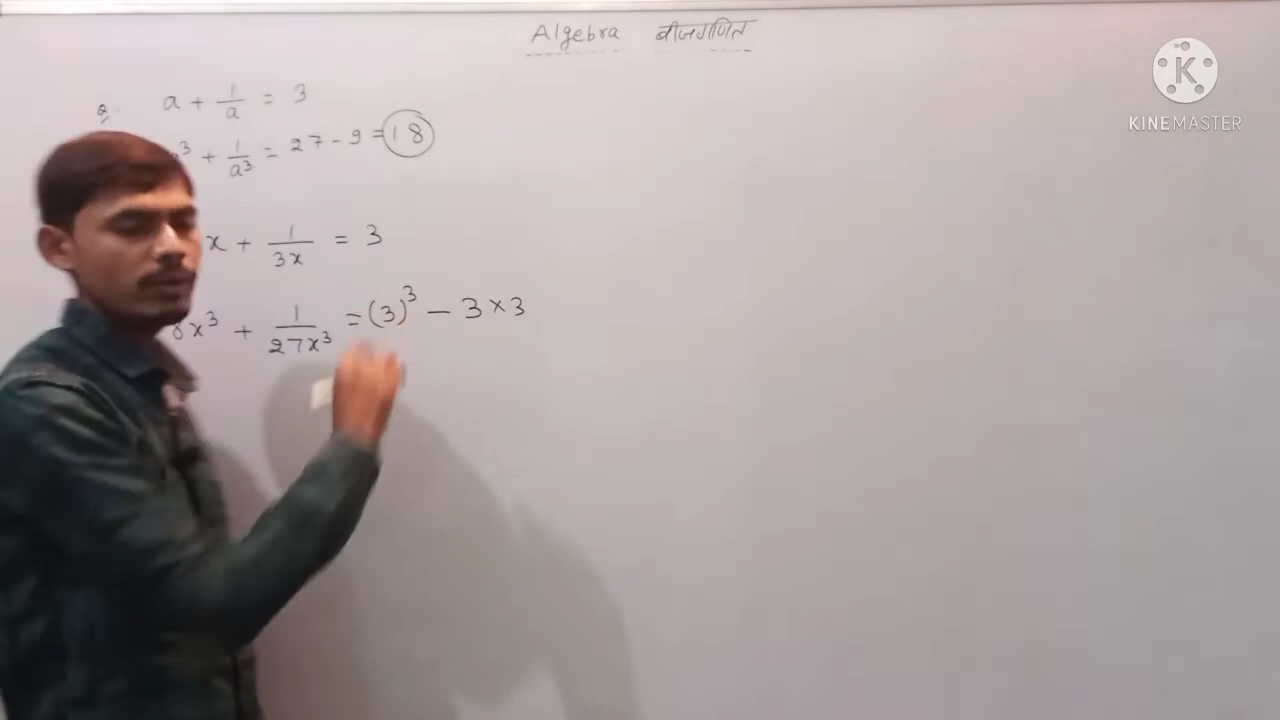 Algebra बीजगणित
Q. a + 1/a = 3
³ + 1/a³ = 27 - 9 = 18
x + 1/3x = 3
8x³ + 1/27x³ = (3)³ - 3 × 3
KINEMASTER